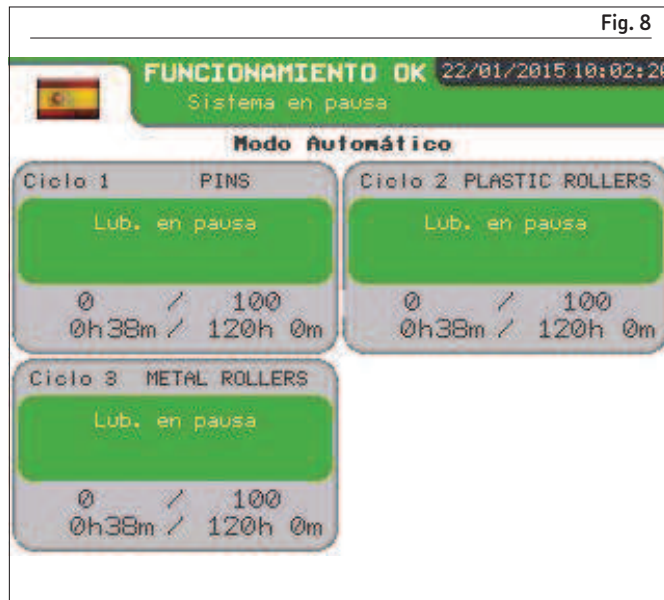 Fig. 8
FUNCIONAMIENTO OK 22/01/2015 10:02:20
Sistema en pausa
Modo Automático
Ciclo 1 PINS
Lub. en pausa
0 / 100
0h38m / 120h 0m
Ciclo 2 PLASTIC ROLLERS
Lub. en pausa
0 / 100
0h38m / 120h 0m
Ciclo 3 METAL ROLLERS
Lub. en pausa
0 / 100
0h38m / 120h 0m